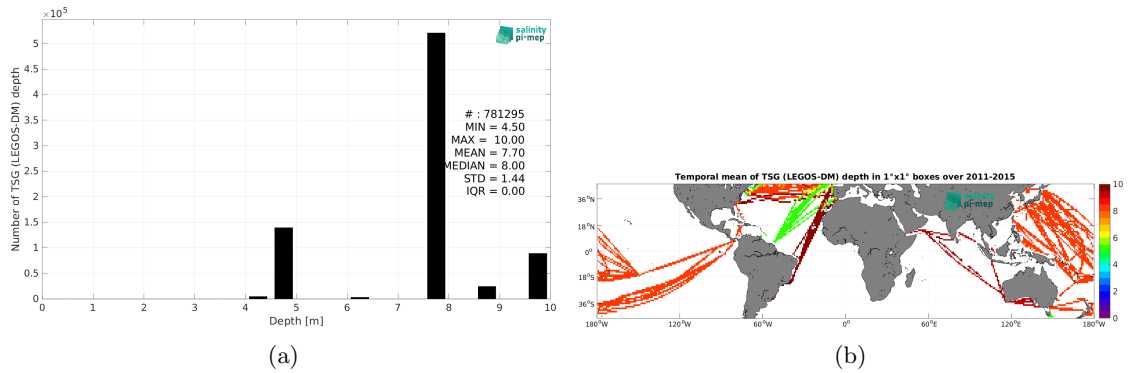 ×10⁵
5
4.5
4
3.5
3
2.5
2
1.5
1
0.5
0
Number of TSG (LEGOS-DM) depth
salinity
pi-mep
# : 781295
MIN = 4.50
MAX = 10.00
MEAN = 7.70
MEDIAN = 8.00
STD = 1.44
IQR = 0.00
0 1 2 3 4 5 6 7 8 9 10
Depth [m]
(a)
Temporal mean of TSG (LEGOS-DM) depth in 1°x1° boxes over 2011-2015
salinity
pi-mep
36°N
18°N
0°
18°S
36°S
180°W 120°W 60°W 0° 60°E 120°E 180°W
10
8
6
4
2
0
(b)